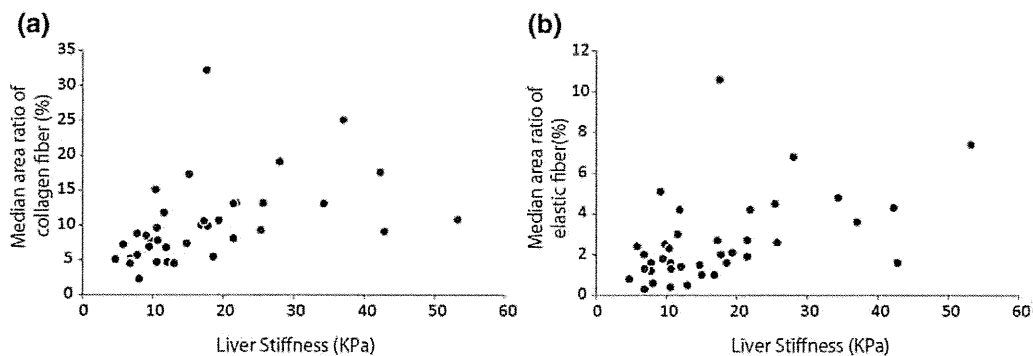 (a)
Median area ratio of
collagen fiber (%)
35
30
25
20
15
10
5
0
0 10 20 30 40 50 60
Liver Stiffness (KPa)
(b)
Median area ratio of
elastic fiber(%)
12
10
8
6
4
2
0
0 10 20 30 40 50 60
Liver Stiffness (KPa)